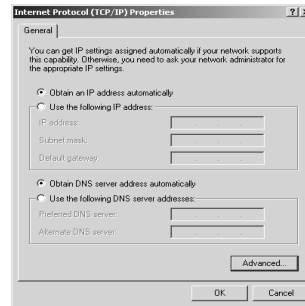 Internet Protocol (TCP/IP) Properties
General
You can get IP settings assigned automatically if your network supports
this capability. Otherwise, you need to ask your network administrator for
the appropriate IP settings.
Obtain an IP address automatically
Use the following IP address:
IP address:
Subnet mask:
Default gateway:
Obtain DNS server address automatically
Use the following DNS server addresses:
Preferred DNS server:
Alternate DNS server:
Advanced...
OK Cancel